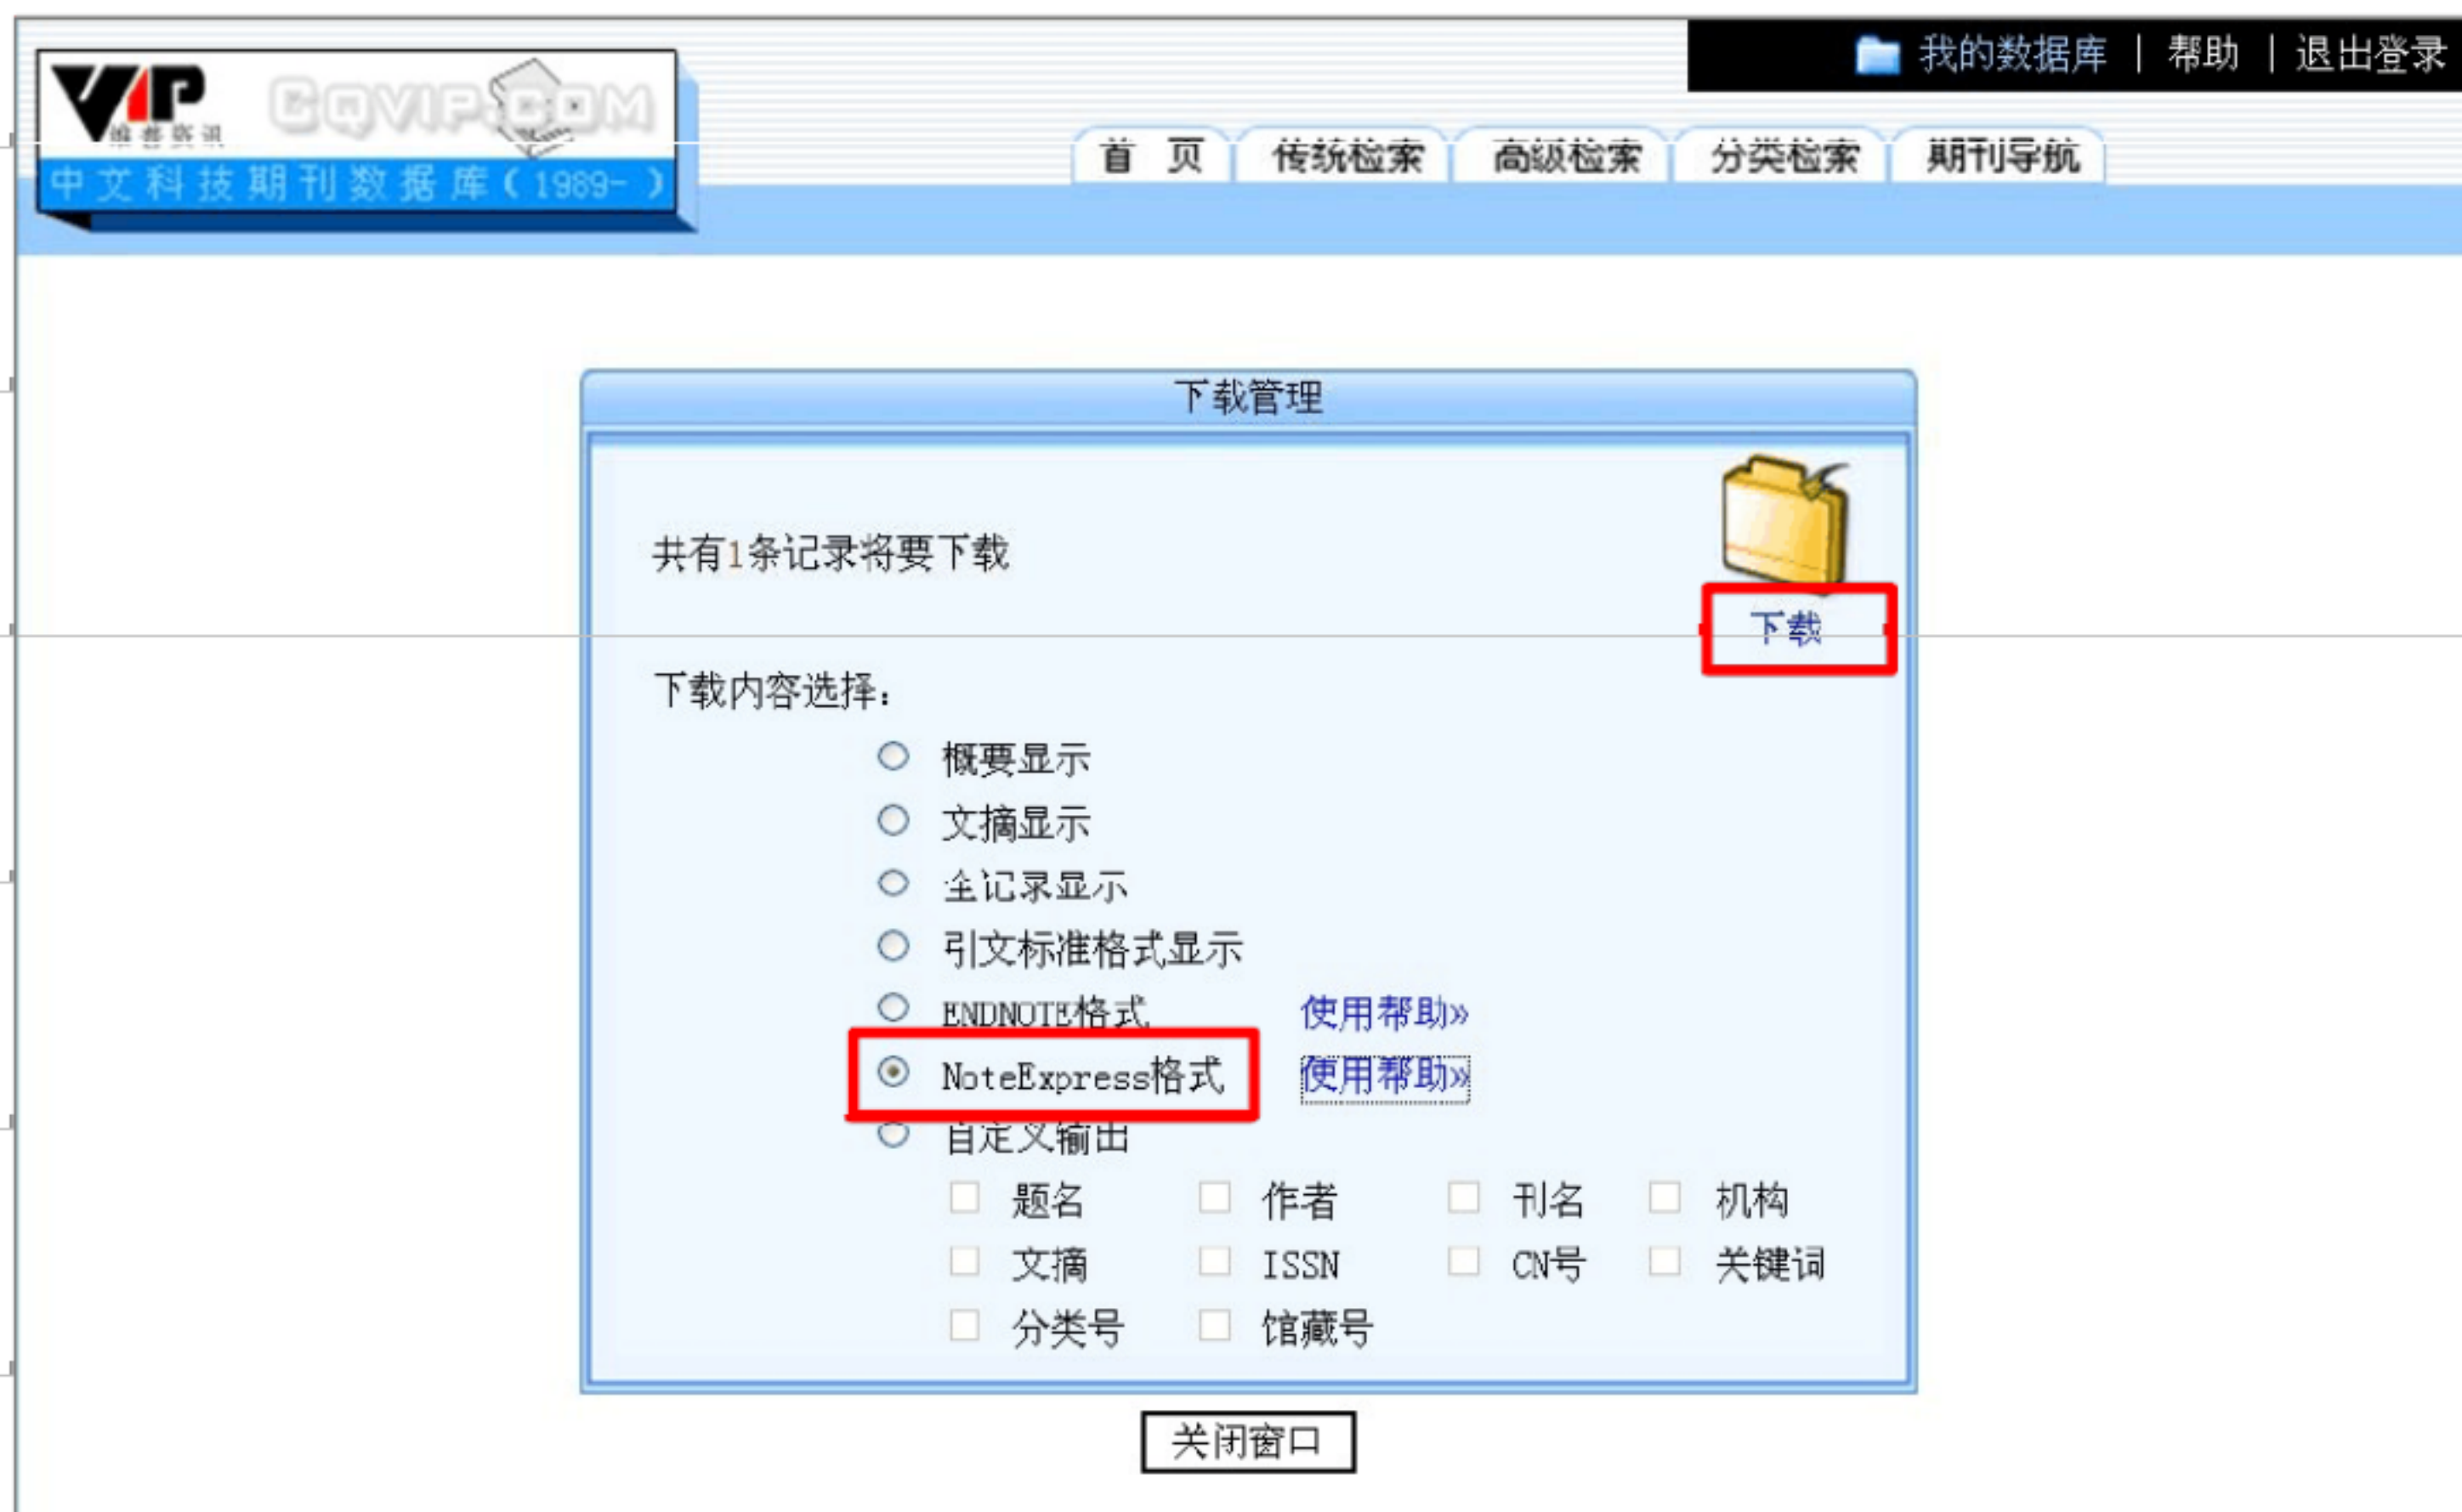 我的数据库 | 帮助 | 退出登录
VIP
维普资讯
CQVIP.COM
中文科技期刊数据库(1989- )
首 页 传统检索 高级检索 分类检索 期刊导航
下载管理
共有1条记录将要下载
下载
下载内容选择:
概要显示
文摘显示
全记录显示
引文标准格式显示
ENDNOTE格式 使用帮助»
NoteExpress格式 使用帮助»
自定义输出
题名 作者 刊名 机构
文摘 ISSN CN号 关键词
分类号 馆藏号
关闭窗口